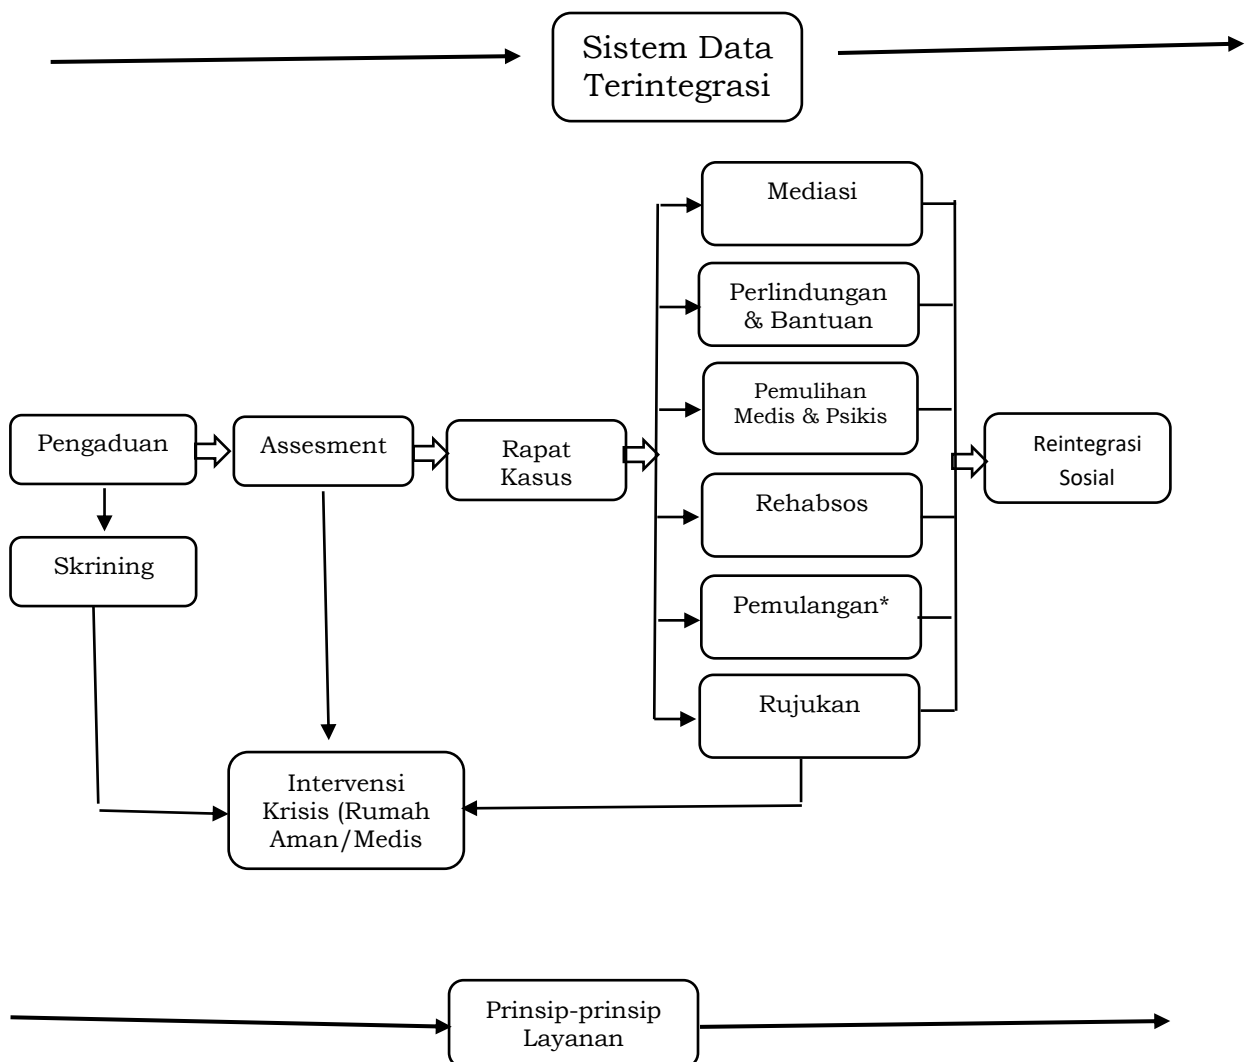 Sistem Data
Terintegrasi
Mediasi
Perlindungan
& Bantuan
Pemulihan
Medis & Psikis
Pengaduan
Assesment
Rapat
Kasus
Reintegrasi
Sosial
Rehabsos
Skrining
Pemulangan*
Rujukan
Intervensi
Krisis (Rumah
Aman/Medis
Prinsip-prinsip
Layanan